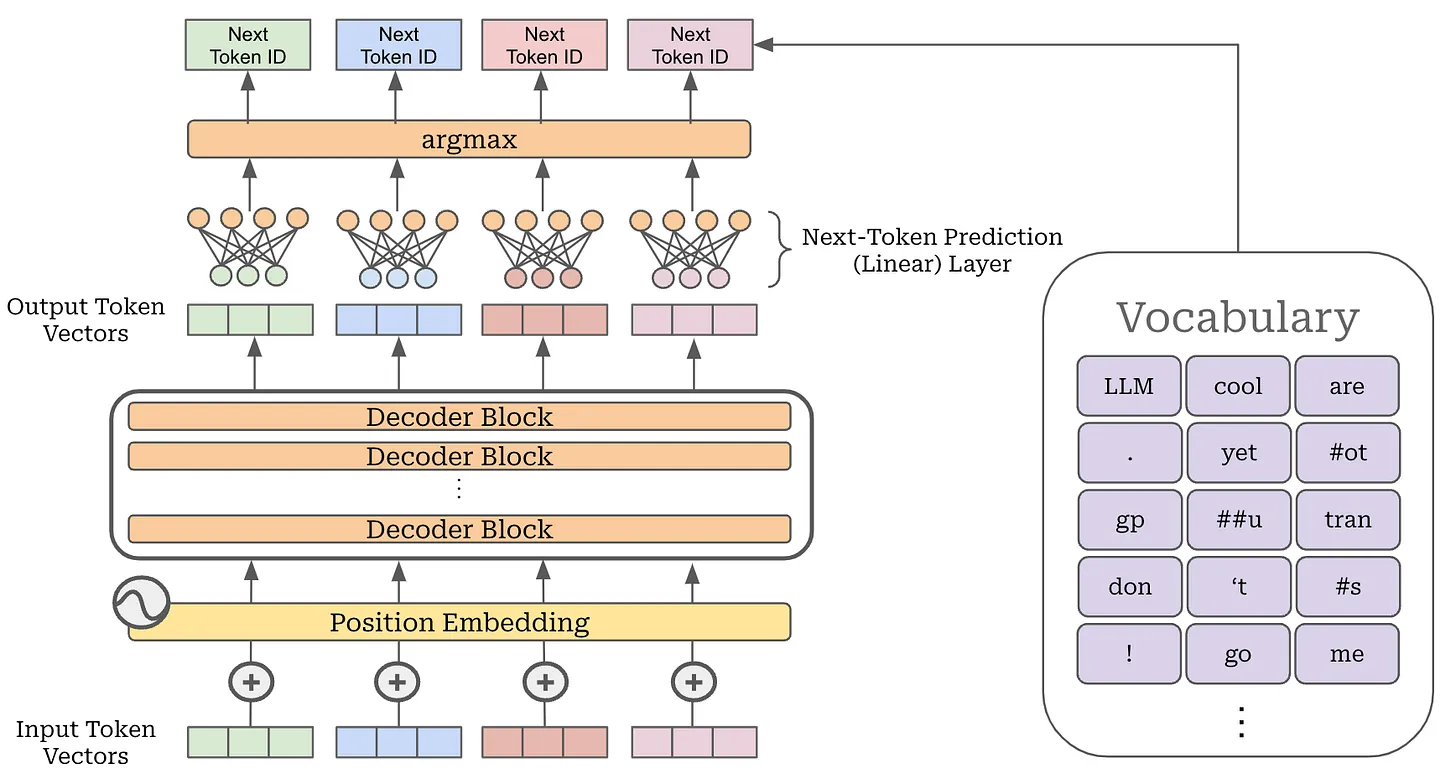 Next
Token ID
Next
Token ID
Next
Token ID
Next
Token ID
argmax
Next-Token Prediction
(Linear) Layer
Output Token
Vectors
Decoder Block
Decoder Block
⋮
Decoder Block
Position Embedding
+
+
+
+
Input Token
Vectors
Vocabulary
LLM
cool
are
.
yet
#ot
gp
##u
tran
don
‘t
#s
!
go
me
⋮